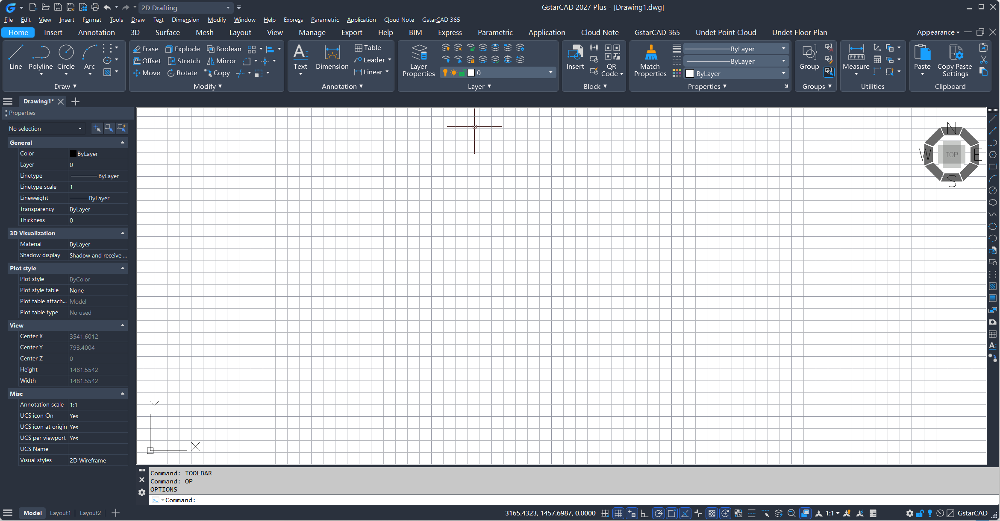 2D Drafting
GstarCAD 2027 Plus - [Drawing1.dwg]
File Edit View Insert Format Tools Draw Text Dimension Modify Window Help Express Parametric Application Cloud Note GstarCAD 365
Home Insert Annotation 3D Surface Mesh Layout View Manage Export Help BIM Express Parametric Application Cloud Note GstarCAD 365 Undet Point Cloud Undet Floor Plan Appearance
Line Polyline Circle Arc
Draw
Erase Explode Boolean
Offset Stretch Mirror
Move Rotate Copy
Modify
Text Dimension
Table
Leader
Linear
Annotation
Layer Properties
0
Layer
Insert
QR Code
Block
Match Properties
ByLayer
ByLayer
ByLayer
Properties
Group
Groups
Measure
Utilities
Paste
Copy Paste Settings
Clipboard
Drawing1*
Properties
No selection
General
Color ByLayer
Layer 0
Linetype ByLayer
Linetype scale 1
Lineweight ByLayer
Transparency ByLayer
Thickness 0
3D Visualization
Material ByLayer
Shadow display Shadow and receive ...
Plot style
Plot style ByColor
Plot style table None
Plot table attach... Model
Plot table type No used
View
Center X 3541.6012
Center Y 793.4004
Center Z 0
Height 1481.5542
Width 1481.5542
Misc
Annotation scale 1:1
UCS icon On Yes
UCS icon at origin Yes
UCS per viewport Yes
UCS Name
Visual styles 2D Wireframe
N
W TOP E
S
Y
X
Command: TOOLBAR
Command: OP
OPTIONS
Command:
Model Layout1 Layout2
3165.4323, 1457.6987, 0.0000
1:1
GstarCAD